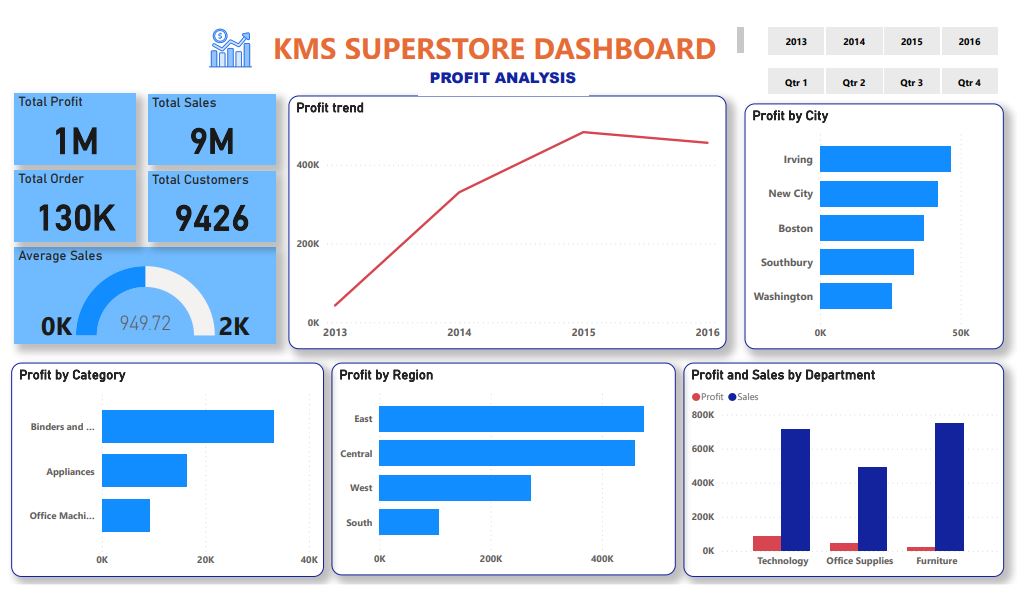 KMS SUPERSTORE DASHBOARD
PROFIT ANALYSIS
2013 2014 2015 2016
Qtr 1 Qtr 2 Qtr 3 Qtr 4
Total Profit
1M
Total Sales
9M
Total Order
130K
Total Customers
9426
Average Sales
0K 949.72 2K
Profit trend
400K
200K
0K
2013 2014 2015 2016
Profit by City
Irving
New City
Boston
Southbury
Washington
0K 50K
Profit by Category
Binders and ...
Appliances
Office Machi...
0K 20K 40K
Profit by Region
East
Central
West
South
0K 200K 400K
Profit and Sales by Department
Profit Sales
800K
600K
400K
200K
0K
Technology Office Supplies Furniture